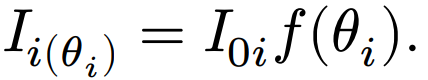 $I_{i(\theta_i)} = I_{0i} f(\theta_i).$